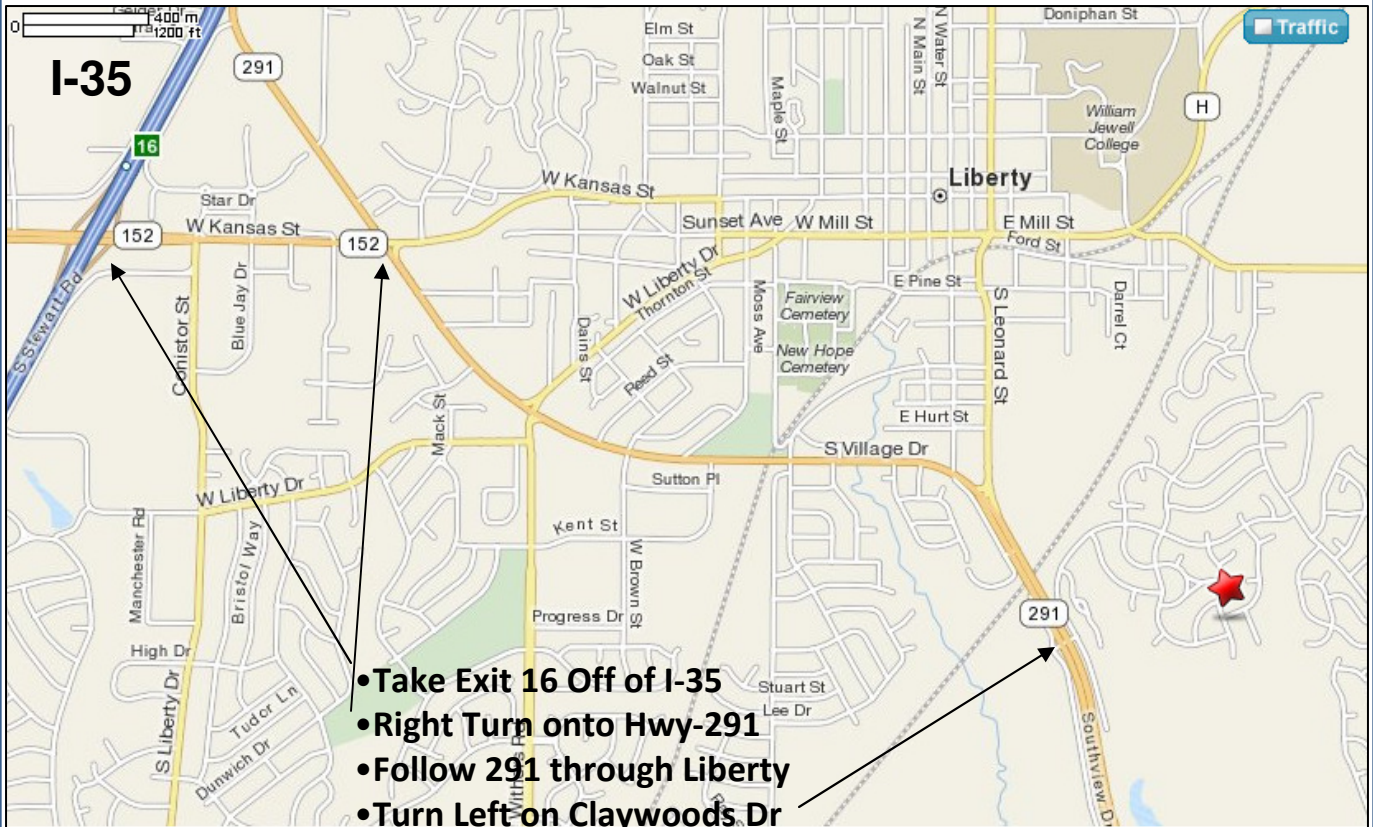 0 400 m
1200 ft
Doniphan St
Traffic
I-35
291
Elm St
Oak St
Walnut St
Maple St
N Main St
N Water St
William
Jewell
College
H
16
Star Dr
W Kansas St
Liberty
152
W Kansas St
152
Sunset Ave
W Mill St
E Mill St
Ford St
S Stewart Rd
Conistor St
Blue Jay Dr
W Liberty Dr
Thornton St
Moss Ave
Fairview
Cemetery
E Pine St
S Leonard St
Darrel Ct
Dains St
Reed St
New Hope
Cemetery
Mack St
E Hurt St
S Village Dr
W Liberty Dr
Sutton Pl
Kent St
Manchester Rd
Bristol Way
W Brown St
Progress Dr
291
High Dr
S Liberty Dr
Tudor Ln
Dunwich Dr
Stuart St
Lee Dr
Southview Dr
•Take Exit 16 Off of I-35
•Right Turn onto Hwy-291
•Follow 291 through Liberty
•Turn Left on Claywoods Dr